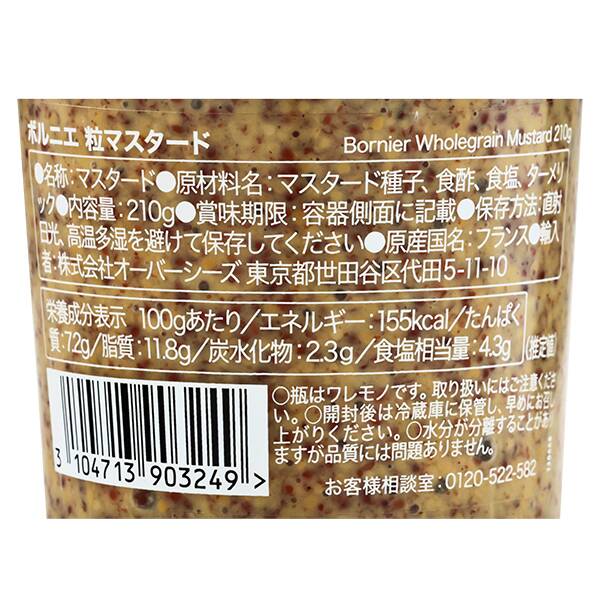 ボルニエ 粒マスタード
Bornier Wholegrain Mustard 210g
●名称：マスタード●原材料名：マスタード種子、食酢、食塩、ターメリ
ック●内容量：210g●賞味期限：容器側面に記載●保存方法：直射
日光、高温多湿を避けて保存してください●原産国名：フランス●輸入
者：株式会社オーバーシーズ 東京都世田谷区代田5-11-10
栄養成分表示 100gあたり／エネルギー：155kcal／たんぱく
質：7.2g／脂質：11.8g／炭水化物：2.3g／食塩相当量：4.3g （推定値）
○瓶はワレモノです。取り扱いにはご注意くださ
い。○開封後は冷蔵庫に保管し、早めにお召し
上がりください。○水分が分離することがあり
ますが品質には問題ありません。
お客様相談室：0120-522-582
3 104713 903249 >